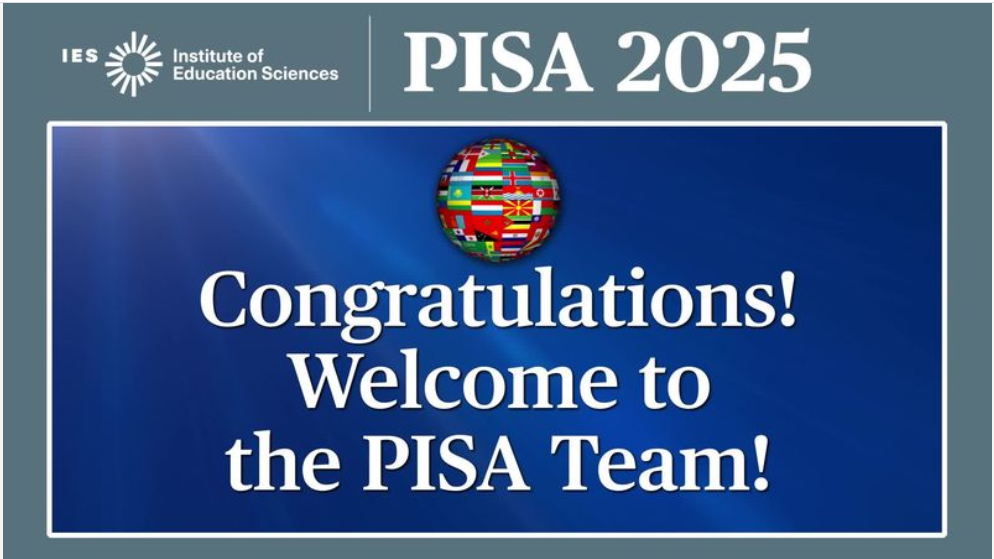 IES
Institute of
Education Sciences
PISA 2025
Congratulations!
Welcome to
the PISA Team!